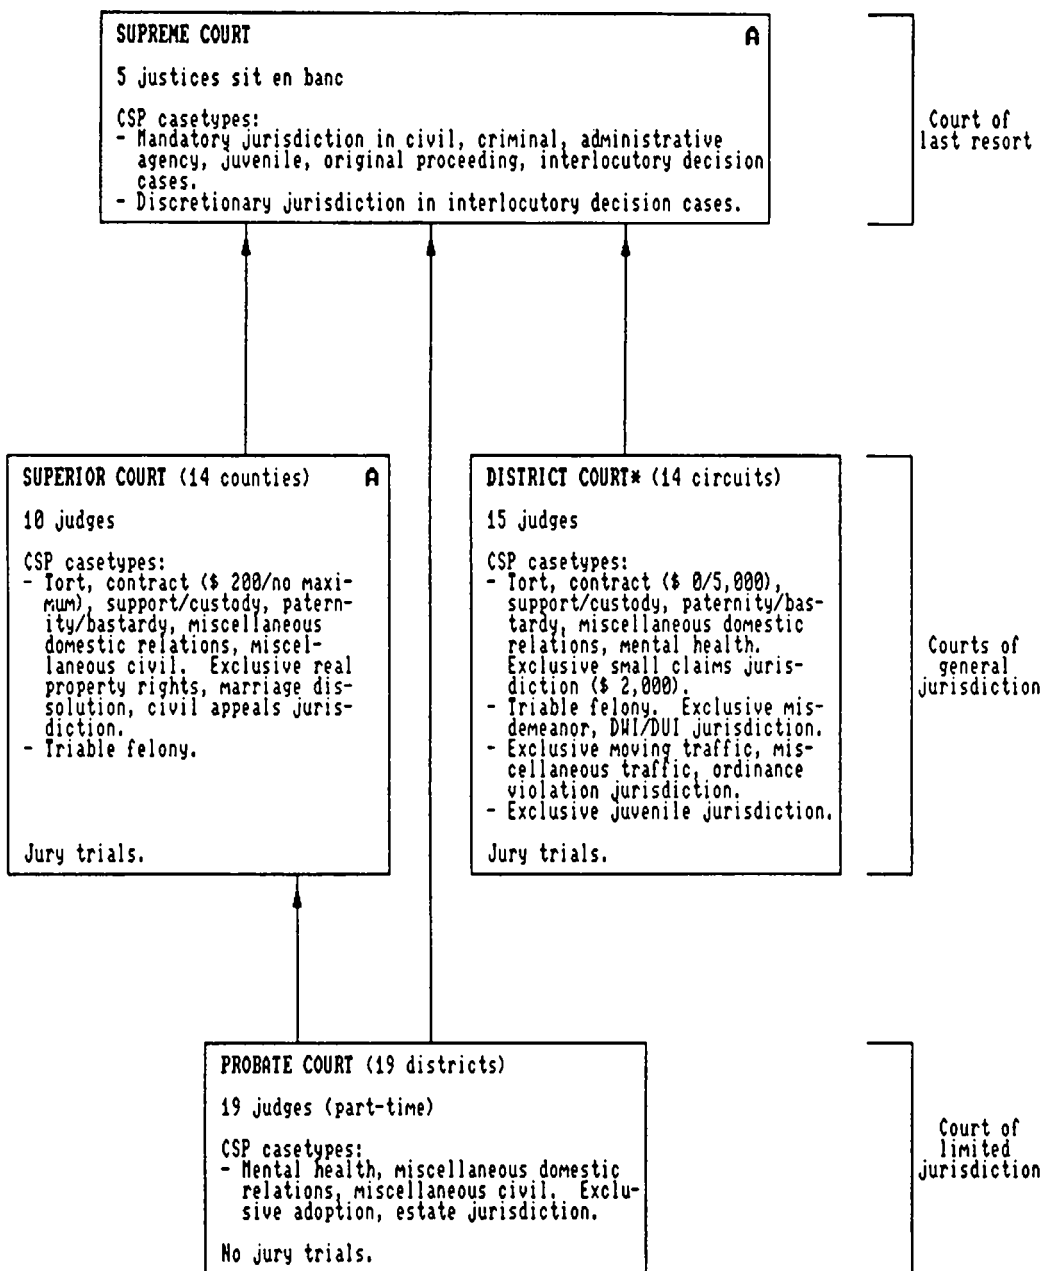 SUPREME COURT A
5 justices sit en banc
CSP casetypes:
- Mandatory jurisdiction in civil, criminal, administrative
agency, juvenile, original proceeding, interlocutory decision
cases.
- Discretionary jurisdiction in interlocutory decision cases.
Court of
last resort
SUPERIOR COURT (14 counties) A
10 judges
CSP casetypes:
- Tort, contract ($ 200/no maxi-
mum), support/custody, patern-
ity/bastardy, miscellaneous
domestic relations, miscel-
laneous civil. Exclusive real
property rights, marriage dis-
solution, civil appeals juris-
diction.
- Triable felony.
Jury trials.
DISTRICT COURT* (14 circuits)
15 judges
CSP casetypes:
- Tort, contract ($ 0/5,000),
support/custody, paternity/bas-
tardy, miscellaneous domestic
relations, mental health.
Exclusive small claims juris-
diction ($ 2,000).
- Triable felony. Exclusive mis-
demeanor, DWI/DUI jurisdiction.
- Exclusive moving traffic, mis-
cellaneous traffic, ordinance
violation jurisdiction.
- Exclusive juvenile jurisdiction.
Jury trials.
Courts of
general
jurisdiction
PROBATE COURT (19 districts)
19 judges (part-time)
CSP casetypes:
- Mental health, miscellaneous domestic
relations, miscellaneous civil. Exclu-
sive adoption, estate jurisdiction.
No jury trials.
Court of
limited
jurisdiction